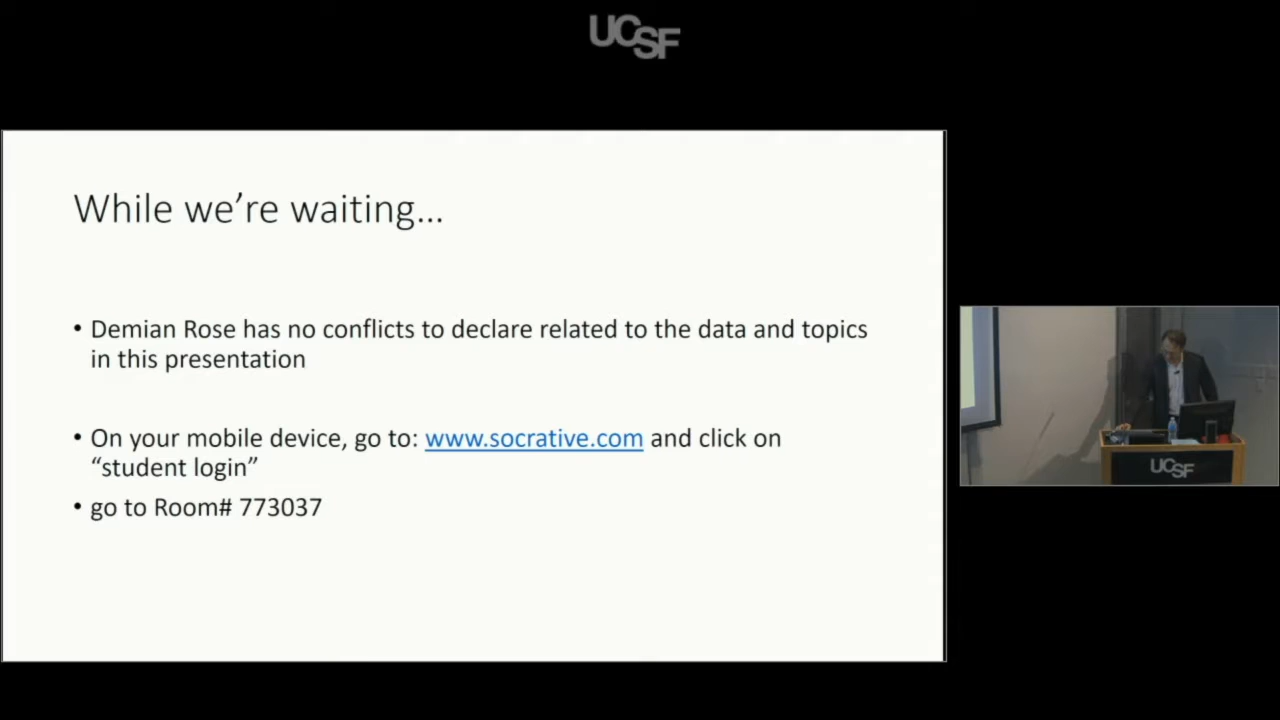 UCSF
While we're waiting...
• Demian Rose has no conflicts to declare related to the data and topics
in this presentation
• On your mobile device, go to: www.socrative.com and click on
“student login”
• go to Room# 773037
UCSF